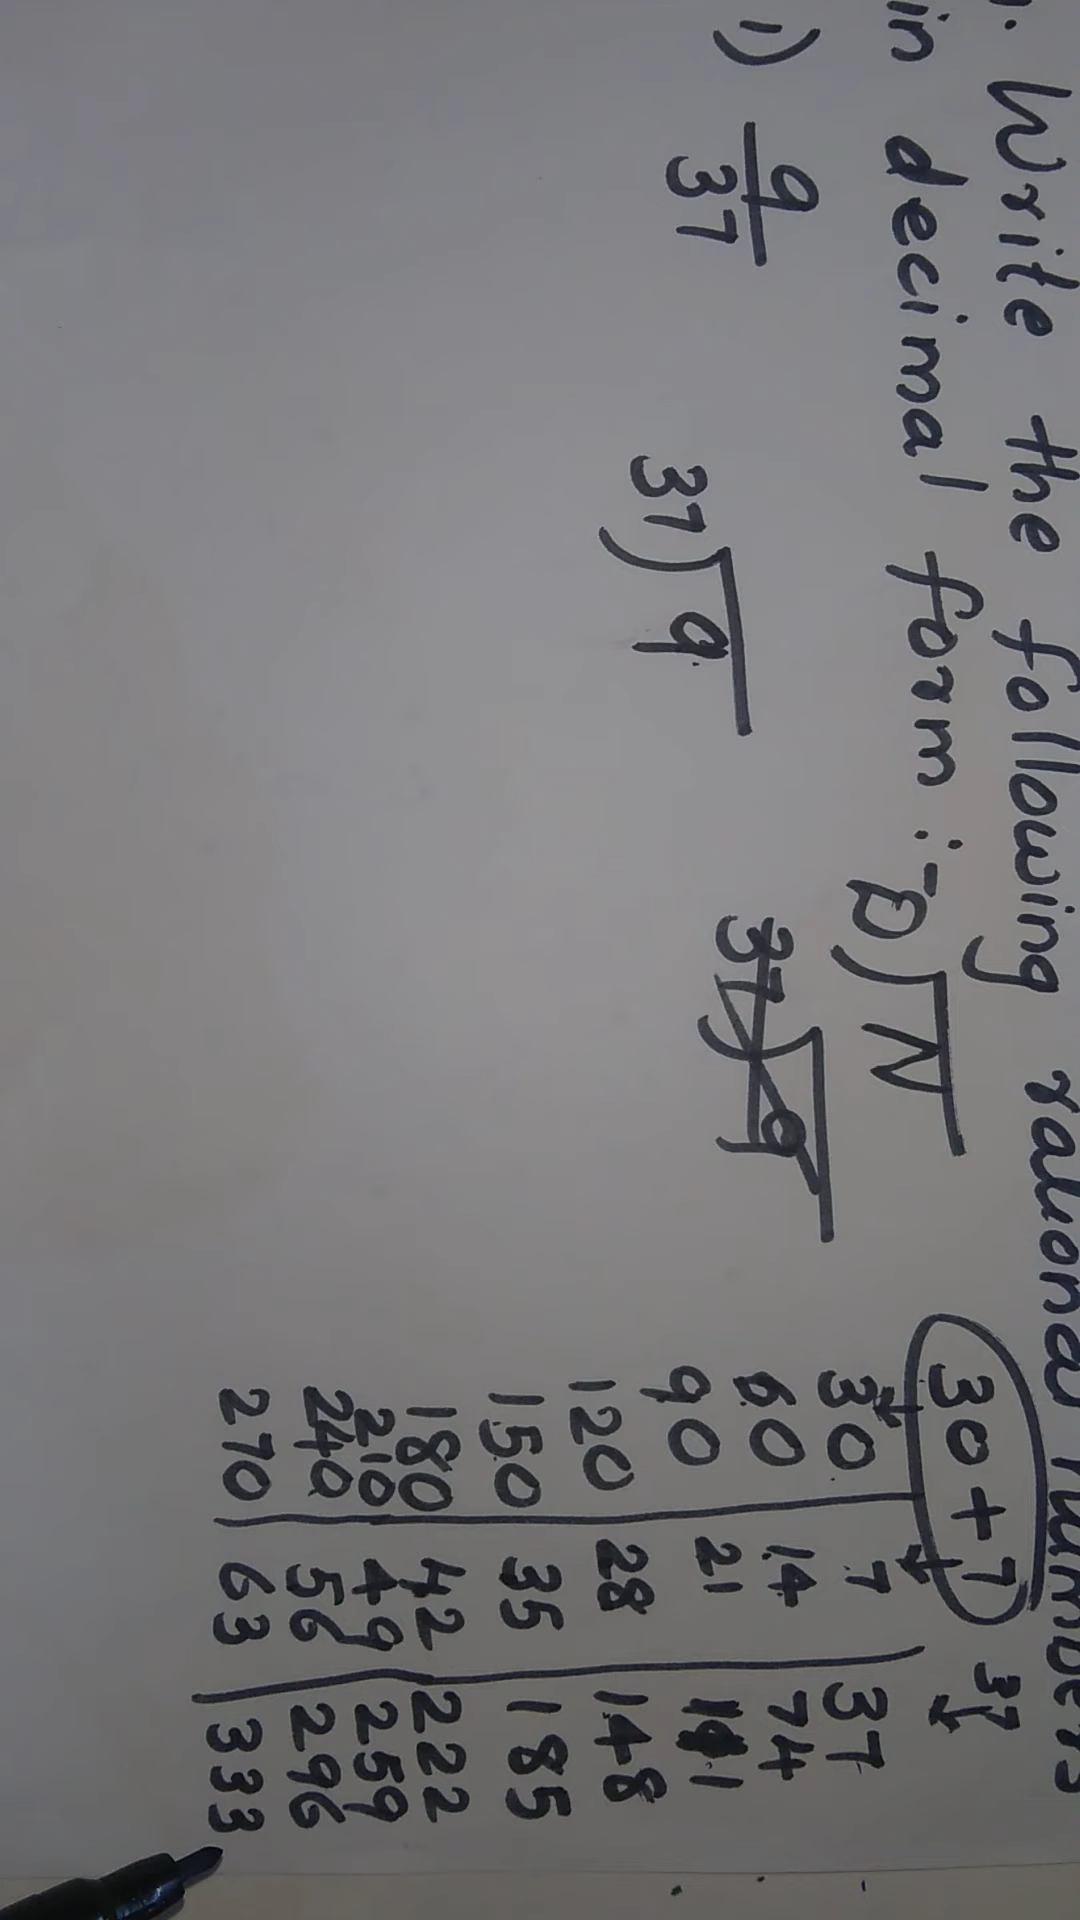 1. Write the following rational numbers
in decimal form :- D)N
1) 9/37
37)9.
37)9
30+7 37
30 7 37
60 14 74
90 21 111
120 28 148
150 35 185
180 42 222
210 49 259
240 56 296
270 63 333